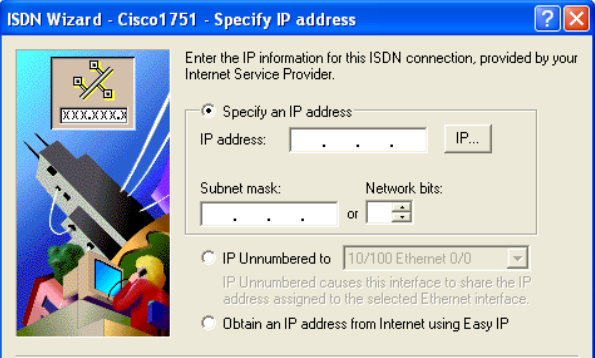 ISDN Wizard - Cisco1751 - Specify IP address
Enter the IP information for this ISDN connection, provided by your
Internet Service Provider.
XXX.XXX.X
Specify an IP address
IP address: . . . IP...
Subnet mask: Network bits:
. . . or
IP Unnumbered to 10/100 Ethernet 0/0
IP Unnumbered causes this interface to share the IP
address assigned to the selected Ethernet interface.
Obtain an IP address from Internet using Easy IP